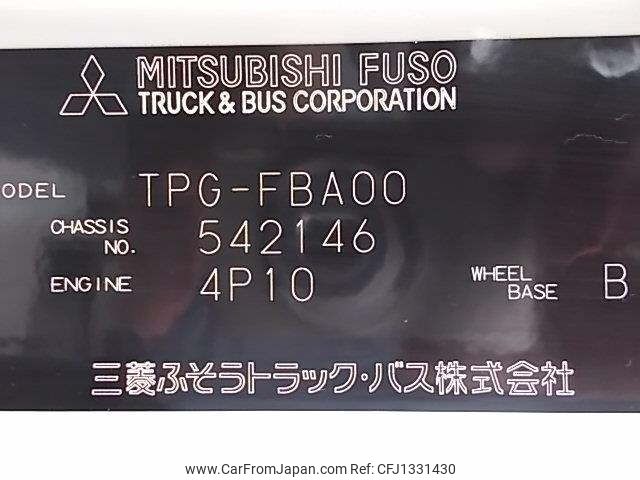 MITSUBISHI FUSO
TRUCK & BUS CORPORATION
ODEL TPG-FBA00
CHASSIS NO. 542146
ENGINE 4P10 WHEEL BASE B
三菱ふそうトラック・バス株式会社
www.CarFromJapan.com CFJ1331430